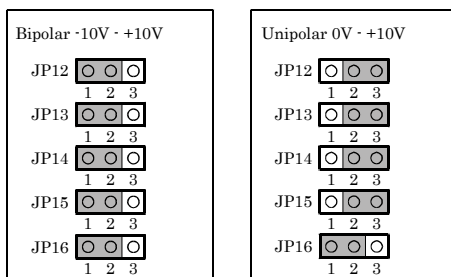 Bipolar -10V - +10V
JP12
1 2 3
JP13
1 2 3
JP14
1 2 3
JP15
1 2 3
JP16
1 2 3
Unipolar 0V - +10V
JP12
1 2 3
JP13
1 2 3
JP14
1 2 3
JP15
1 2 3
JP16
1 2 3